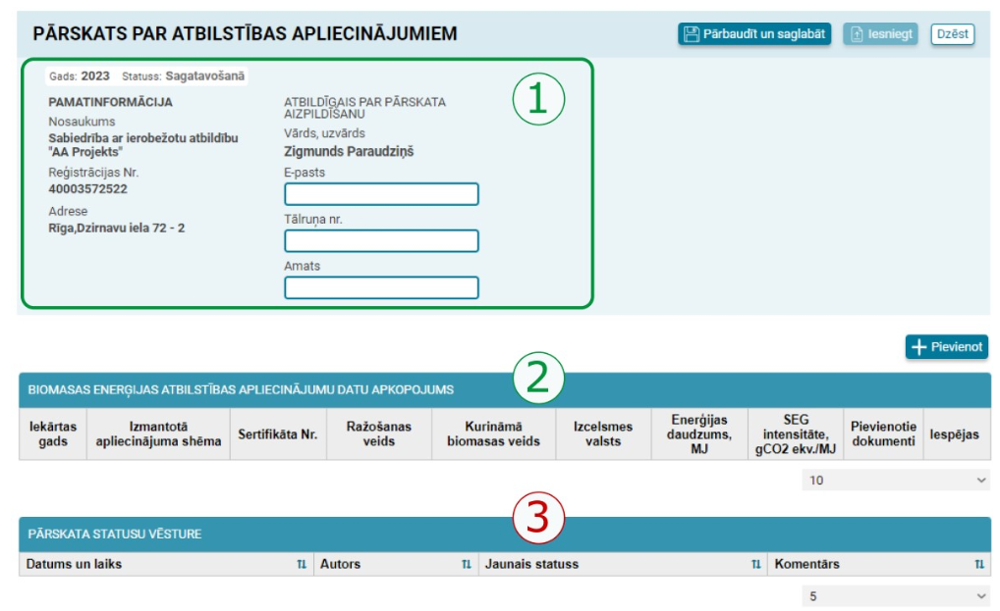 PĀRSKATS PAR ATBILSTĪBAS APLIECINĀJUMIEM
Pārbaudīt un saglabāt
Iesniegt
Dzēst
Gads: 2023 Statuss: Sagatavošanā
1
PAMATINFORMĀCIJA
Nosaukums
Sabiedrība ar ierobežotu atbildību
"AA Projekts"
Reģistrācijas Nr.
40003572522
Adrese
Rīga,Dzirnavu iela 72 - 2
ATBILDĪGAIS PAR PĀRSKATA
AIZPILDĪŠANU
Vārds, uzvārds
Zigmunds Paraudziņš
E-pasts
Tālruņa nr.
Amats
Pievienot
2
BIOMASAS ENERĢIJAS ATBILSTĪBAS APLIECINĀJUMU DATU APKOPOJUMS
Iekārtas
gads
Izmantotā
apliecinājuma shēma
Sertifikāta Nr.
Ražošanas
veids
Kurināmā
biomasas veids
Izcelsmes
valsts
Enerģijas
daudzums,
MJ
SEG
intensitāte,
gCO2 ekv./MJ
Pievienotie
dokumenti
Iespējas
10
3
PĀRSKATA STATUSU VĒSTURE
Datums un laiks
Autors
Jaunais statuss
Komentārs
5